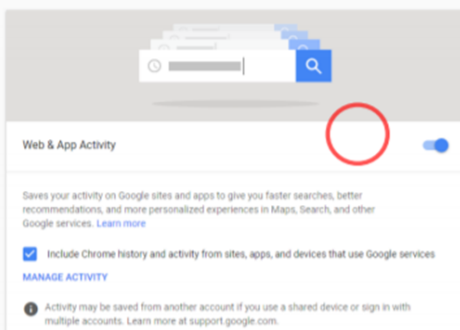 Web & App Activity
Saves your activity on Google sites and apps to give you faster searches, better
recommendations, and more personalized experiences in Maps, Search, and other
Google services. Learn more
Include Chrome history and activity from sites, apps, and devices that use Google services
MANAGE ACTIVITY
Activity may be saved from another account if you use a shared device or sign in with
multiple accounts. Learn more at support.google.com.